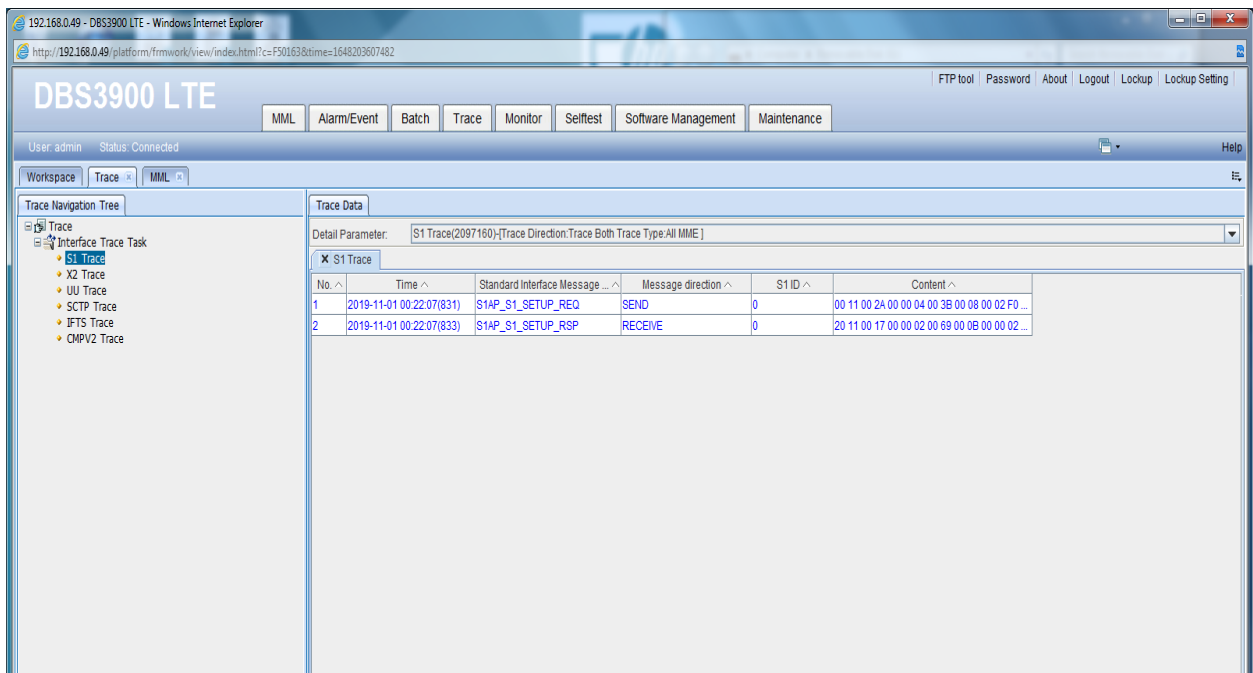 192.168.0.49 - DBS3900 LTE - Windows Internet Explorer
http://192.168.0.49/platform/frmwork/view/index.html?c=F50163&time=1648203607482
FTP tool Password About Logout Lockup Lockup Setting
DBS3900 LTE
MML Alarm/Event Batch Trace Monitor Selftest Software Management Maintenance
User: admin Status: Connected Help
Workspace Trace MML
Trace Navigation Tree
Trace
Interface Trace Task
S1 Trace
X2 Trace
UU Trace
SCTP Trace
IFTS Trace
CMPV2 Trace
Trace Data
Detail Parameter: S1 Trace(2097160)-[Trace Direction:Trace Both Trace Type:All MME ]
S1 Trace
No. Time Standard Interface Message ... Message direction S1 ID Content
1 2019-11-01 00:22:07(831) S1AP_S1_SETUP_REQ SEND 0 00 11 00 2A 00 00 04 00 3B 00 08 00 02 F0 ...
2 2019-11-01 00:22:07(833) S1AP_S1_SETUP_RSP RECEIVE 0 20 11 00 17 00 00 02 00 69 00 0B 00 00 02 ...